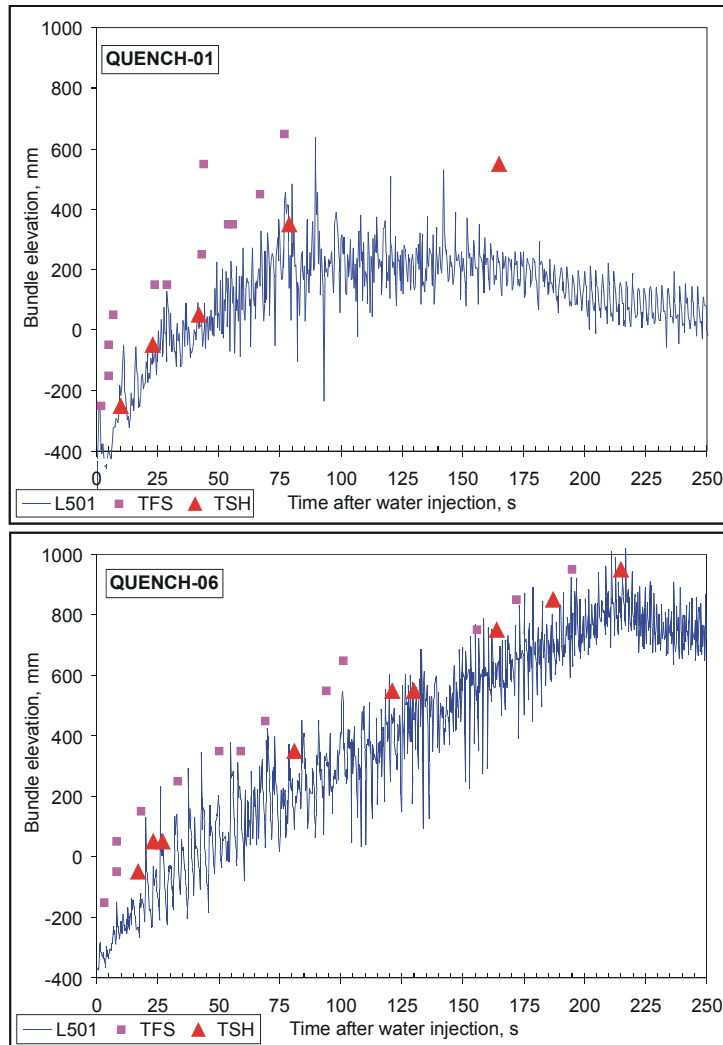 1000
QUENCH-01
800
600
400
200
0
-200
-400
Bundle elevation, mm
0 25 50 75 100 125 150 175 200 225 250
L501 TFS TSH Time after water injection, s
1000
QUENCH-06
800
600
400
200
0
-200
-400
Bundle elevation, mm
0 25 50 75 100 125 150 175 200 225 250
L501 TFS TSH Time after water injection, s